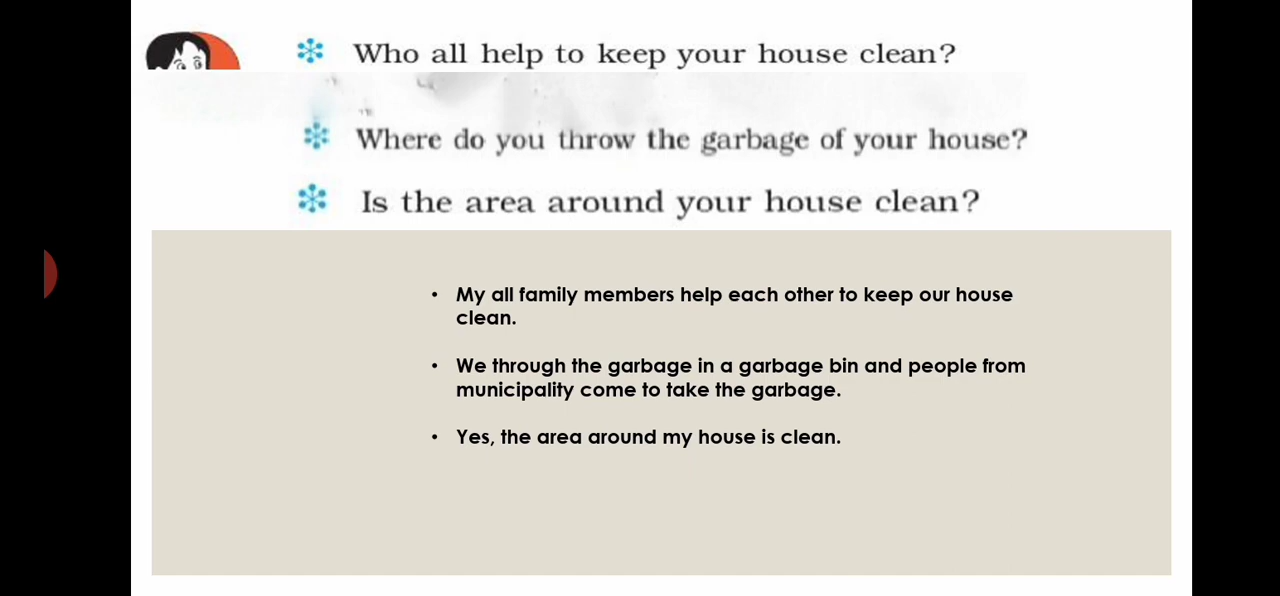 Who all help to keep your house clean?
Where do you throw the garbage of your house?
Is the area around your house clean?
• My all family members help each other to keep our house
clean.
• We through the garbage in a garbage bin and people from
municipality come to take the garbage.
• Yes, the area around my house is clean.